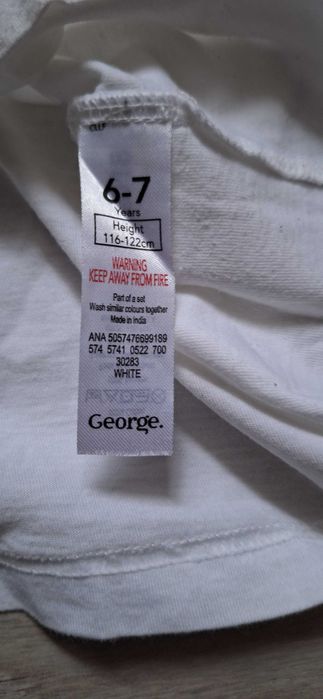 6-7
Years
Height
116-122cm
WARNING
KEEP AWAY FROM FIRE
Part of a set
Wash similar colours together
Made in India
ANA 5057476699189
574 5741 0522 700
30283
WHITE
George.